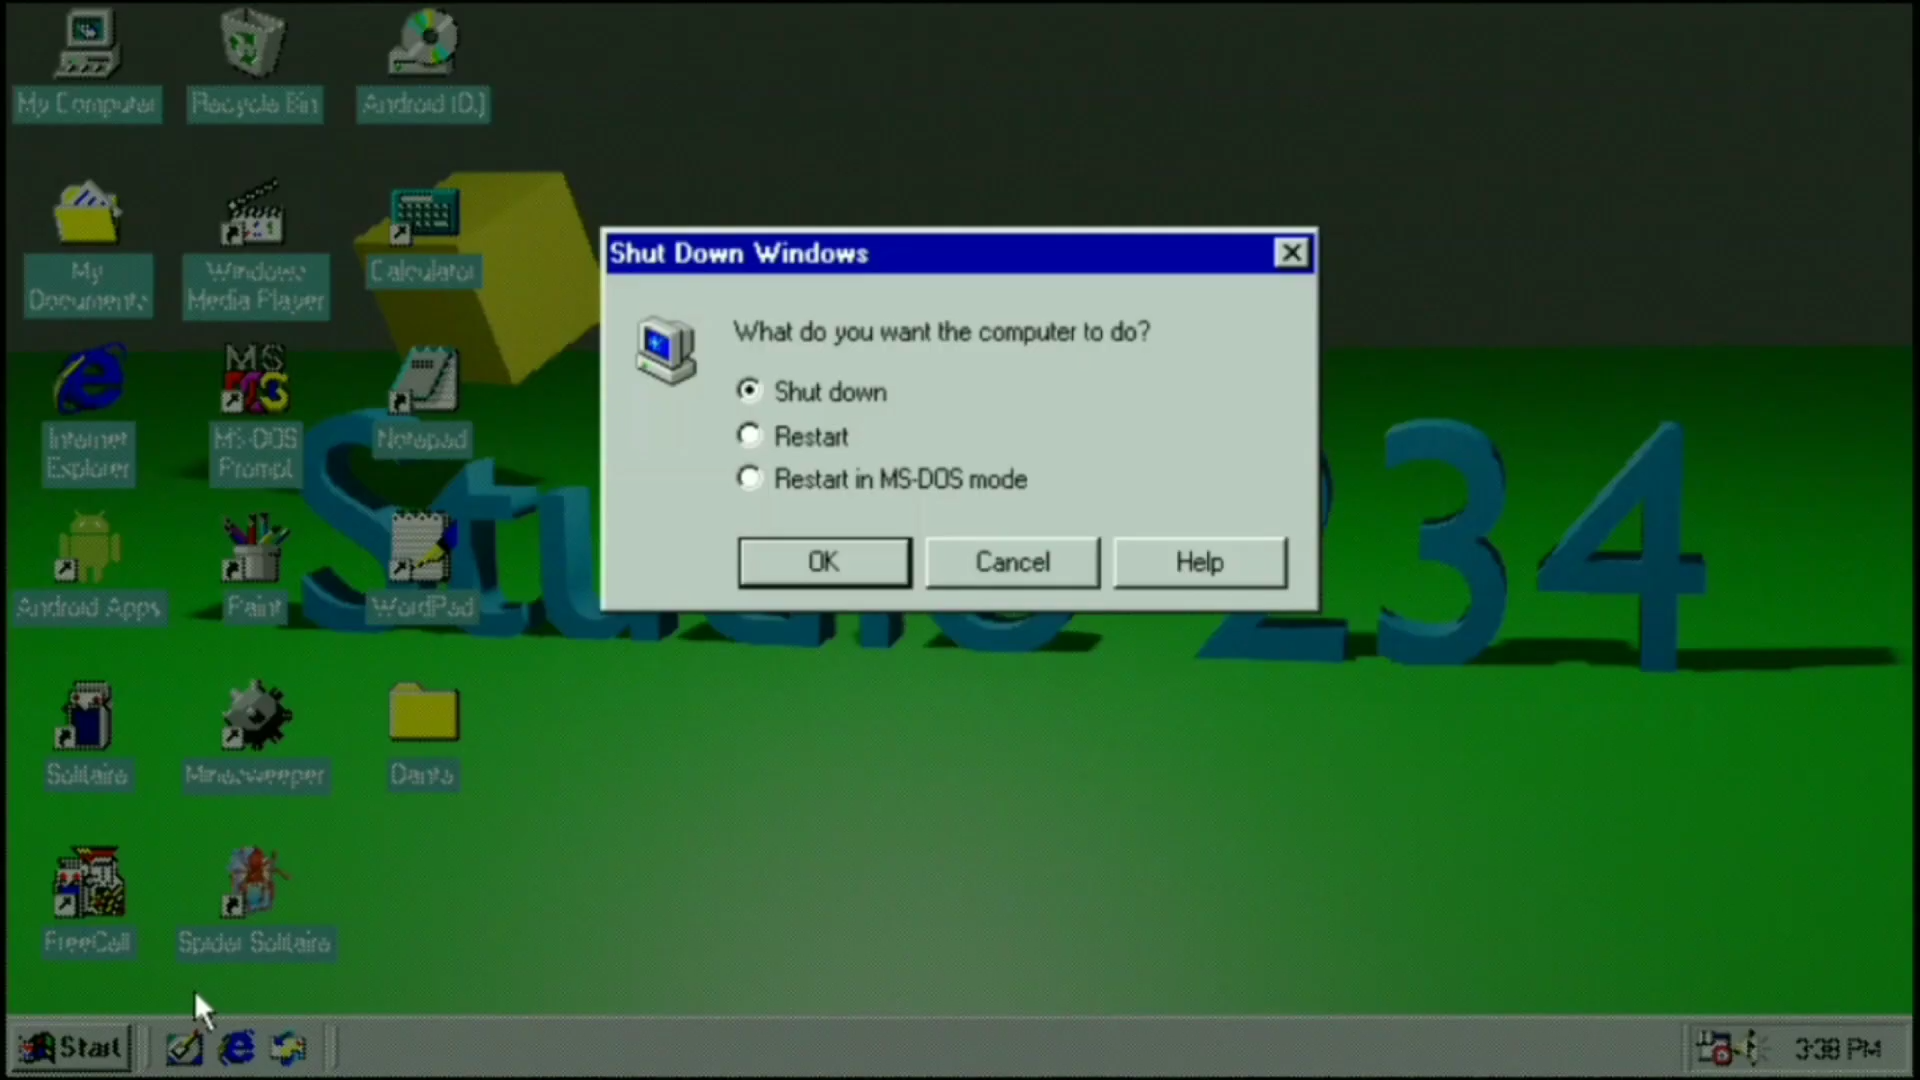 My Computer
Recycle Bin
Android (D:)
My
Documents
Windows
Media Player
Calculator
Internet
Explorer
MS-DOS
Prompt
Notepad
Android Apps
Paint
WordPad
Solitaire
Minesweeper
FreeCell
Spider Solitaire
Shut Down Windows
What do you want the computer to do?
Shut down
Restart
Restart in MS-DOS mode
OK
Cancel
Help
234
Start
3:38 PM